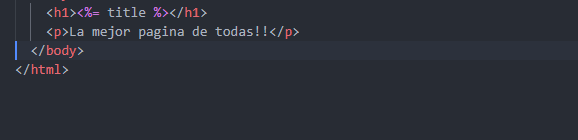 <h1><%= title %></h1>
<p>La mejor pagina de todas!!</p>
</body>
</html>